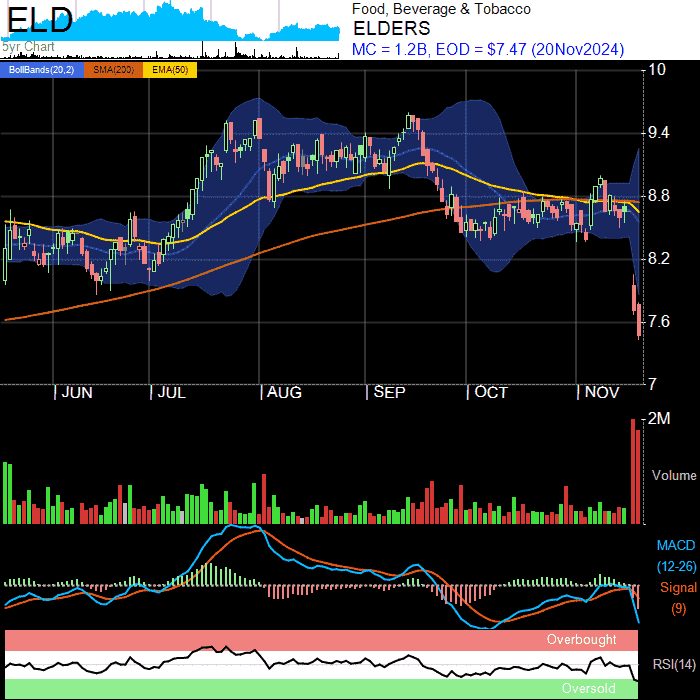 ELD
5yr Chart
Food, Beverage & Tobacco
ELDERS
MC = 1.2B, EOD = $7.47 (20Nov2024)
BollBands(20,2) SMA(200) EMA(50)
10
9.4
8.8
8.2
7.6
7
JUN JUL AUG SEP OCT NOV
2M
Volume
MACD
(12-26)
Signal
(9)
Overbought
RSI(14)
Oversold